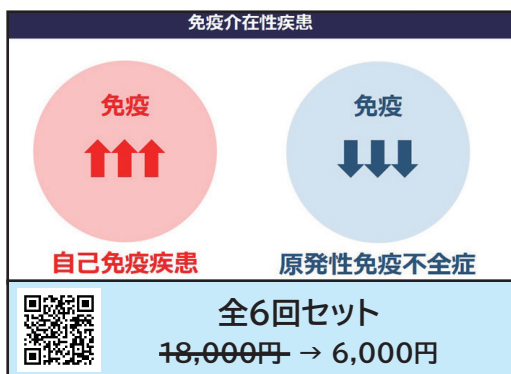 免疫介在性疾患
免疫
↑↑↑
自己免疫疾患
免疫
↓↓↓
原発性免疫不全症
全6回セット
18,000円 → 6,000円